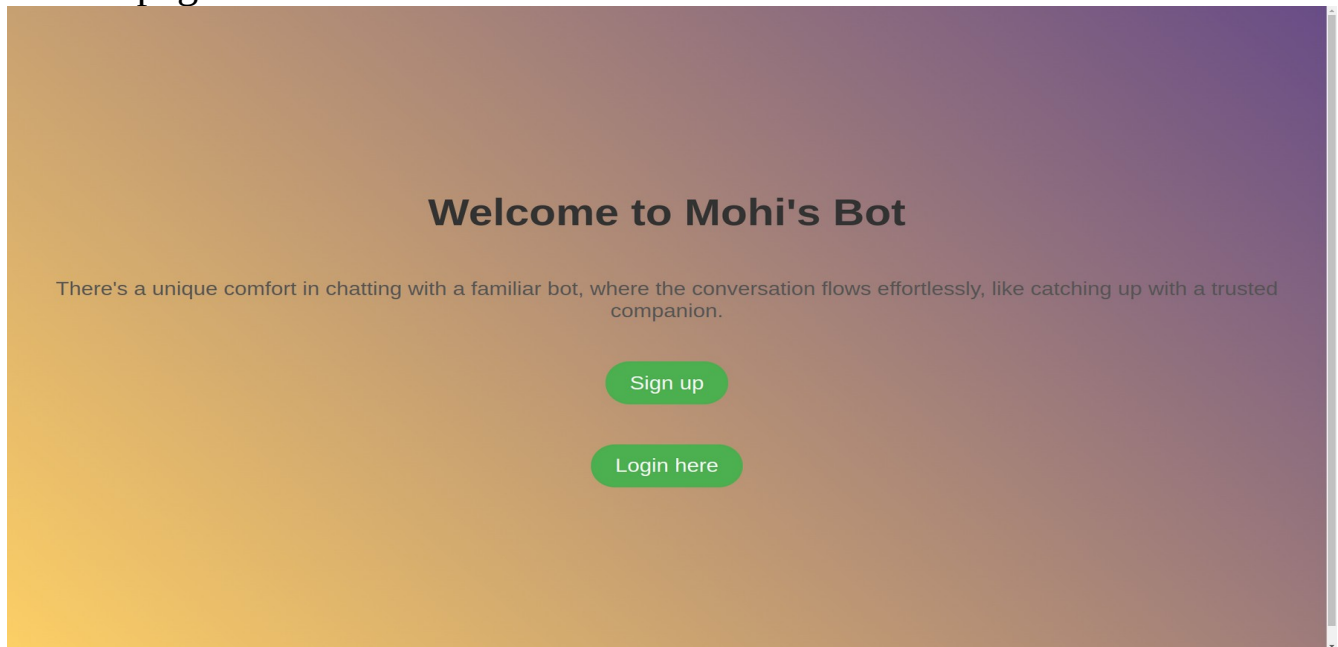 Welcome to Mohi's Bot
There's a unique comfort in chatting with a familiar bot, where the conversation flows effortlessly, like catching up with a trusted
companion.
Sign up
Login here